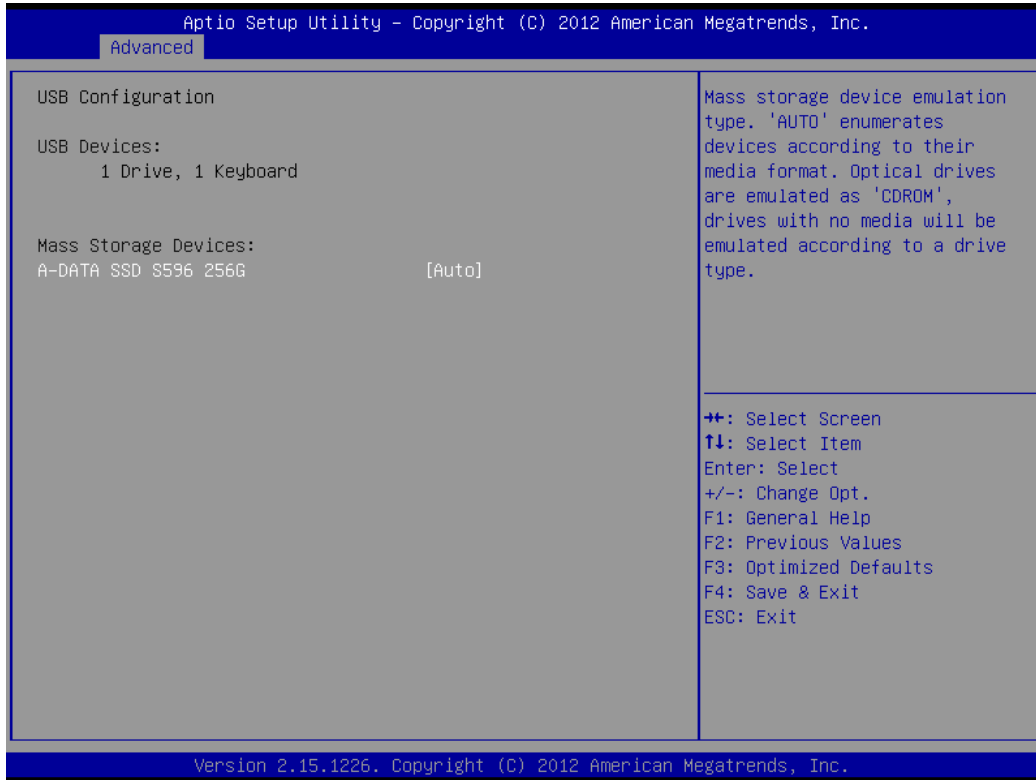 Aptio Setup Utility – Copyright (C) 2012 American Megatrends, Inc.
Advanced
USB Configuration
USB Devices:
1 Drive, 1 Keyboard
Mass Storage Devices:
A-DATA SSD S596 256G [Auto]
Mass storage device emulation
type. 'AUTO' enumerates
devices according to their
media format. Optical drives
are emulated as 'CDROM',
drives with no media will be
emulated according to a drive
type.
→←: Select Screen
↑↓: Select Item
Enter: Select
+/-: Change Opt.
F1: General Help
F2: Previous Values
F3: Optimized Defaults
F4: Save & Exit
ESC: Exit
Version 2.15.1226. Copyright (C) 2012 American Megatrends, Inc.